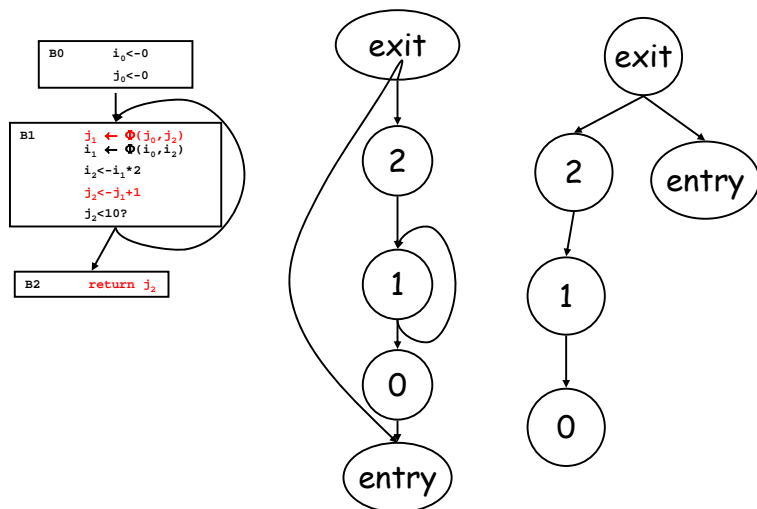 B0 i₀<-0
j₀<-0
B1 j₁ ← Φ(j₀,j₂)
i₁ ← Φ(i₀,i₂)
i₂<-i₁*2
j₂<-j₁+1
j₂<10?
B2 return j₂
exit
2
1
0
entry
exit
2
entry
1
0